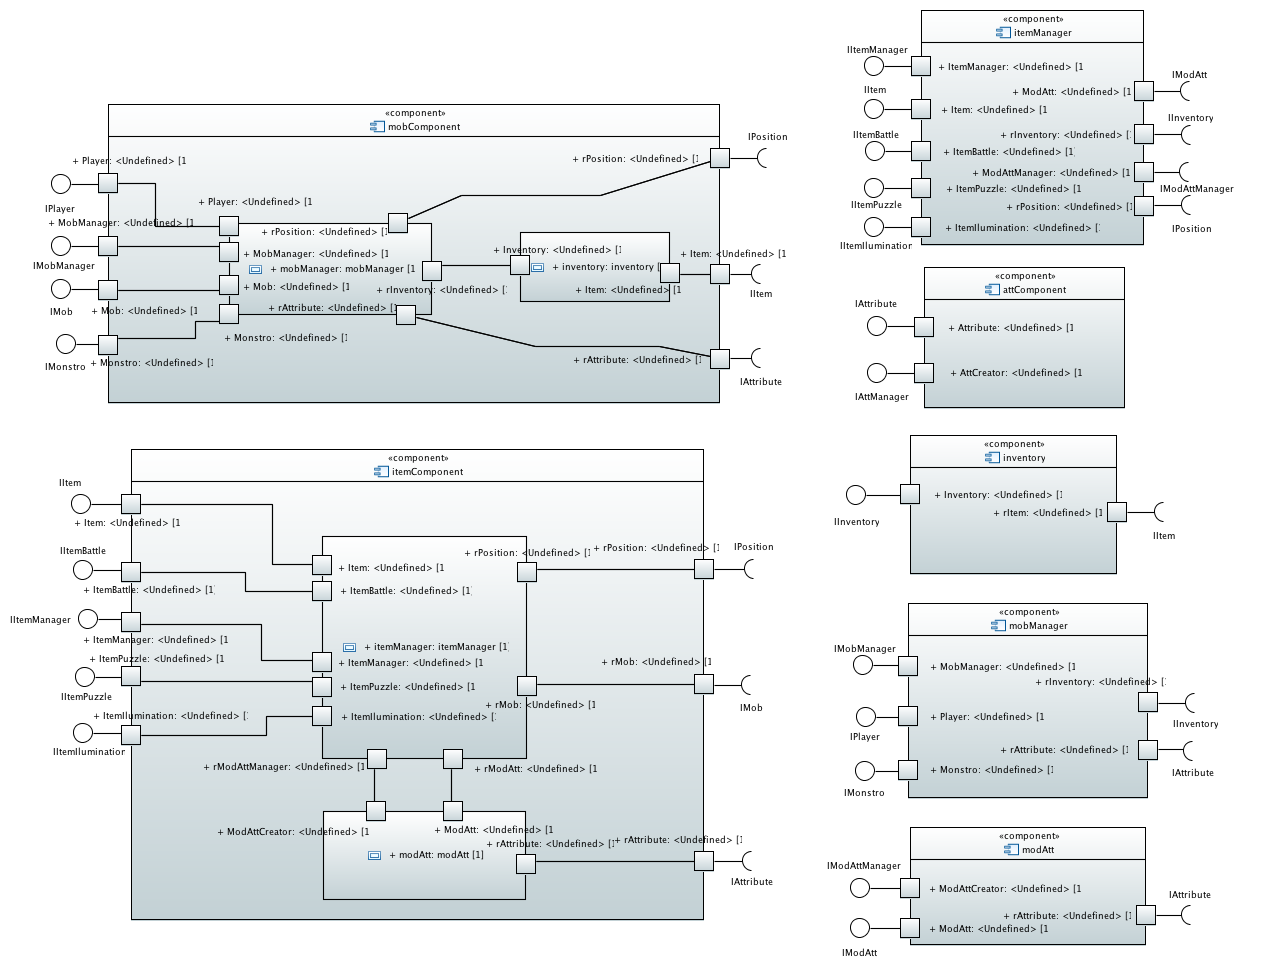 «component»
mobComponent
IPosition
+ rPosition: <Undefined> [1
+ Player: <Undefined> [1
IPlayer
+ Player: <Undefined> [1
+ MobManager: <Undefined> [1
+ rPosition: <Undefined> [1
+ MobManager: <Undefined> [1
+ Inventory: <Undefined> [1
+ Item: <Undefined> [1
IMobManager
+ mobManager: mobManager [1
+ inventory: inventory [
+ Mob: <Undefined> [1
+ rInventory: <Undefined> [1
+ Item: <Undefined> [1
IItem
IMob
+ Mob: <Undefined> [1
+ rAttribute: <Undefined> [1
+ Monstro: <Undefined> [1
IMonstro
+ Monstro: <Undefined> [1
+ rAttribute: <Undefined> [1
IAttribute
«component»
itemComponent
IItem
+ Item: <Undefined> [1
IItemBattle
+ rPosition: <Undefined> [1
+ rPosition: <Undefined> [1
IPosition
+ Item: <Undefined> [1
+ ItemBattle: <Undefined> [1
+ ItemBattle: <Undefined> [1
IItemManager
+ ItemManager: <Undefined> [1
+ itemManager: itemManager [1
+ ItemPuzzle: <Undefined> [1
+ ItemManager: <Undefined> [1
+ rMob: <Undefined> [1
+ ItemPuzzle: <Undefined> [1
IItemPuzzle
+ rMob: <Undefined> [1
IMob
+ ItemIllumination: <Undefined> [1
+ ItemIllumination: <Undefined> [1
IItemIllumination
+ rModAttManager: <Undefined> [1
+ rModAtt: <Undefined> [1
+ ModAttCreator: <Undefined> [1
+ ModAtt: <Undefined> [1
+ rAttribute: <Undefined> [1
+ rAttribute: <Undefined> [1
+ modAtt: modAtt [1]
IAttribute
«component»
itemManager
IItemManager
+ ItemManager: <Undefined> [1
IModAtt
IItem
+ ModAtt: <Undefined> [1
+ Item: <Undefined> [1
IInventory
IItemBattle
+ rInventory: <Undefined> [1
+ ItemBattle: <Undefined> [1
+ ModAttManager: <Undefined> [1
+ ItemPuzzle: <Undefined> [1
IModAttManager
IItemPuzzle
+ rPosition: <Undefined> [1
+ ItemIllumination: <Undefined> [1
IPosition
IItemIllumination
«component»
attComponent
IAttribute
+ Attribute: <Undefined> [1
+ AttCreator: <Undefined> [1
IAttManager
«component»
inventory
+ Inventory: <Undefined> [1
+ rItem: <Undefined> [1
IInventory
IItem
«component»
mobManager
IMobManager
+ MobManager: <Undefined> [1
+ rInventory: <Undefined> [1
+ Player: <Undefined> [1
IInventory
IPlayer
+ rAttribute: <Undefined> [1
+ Monstro: <Undefined> [1
IAttribute
IMonstro
«component»
modAtt
IModAttManager
+ ModAttCreator: <Undefined> [1
IAttribute
+ rAttribute: <Undefined> [1
+ ModAtt: <Undefined> [1
IModAtt